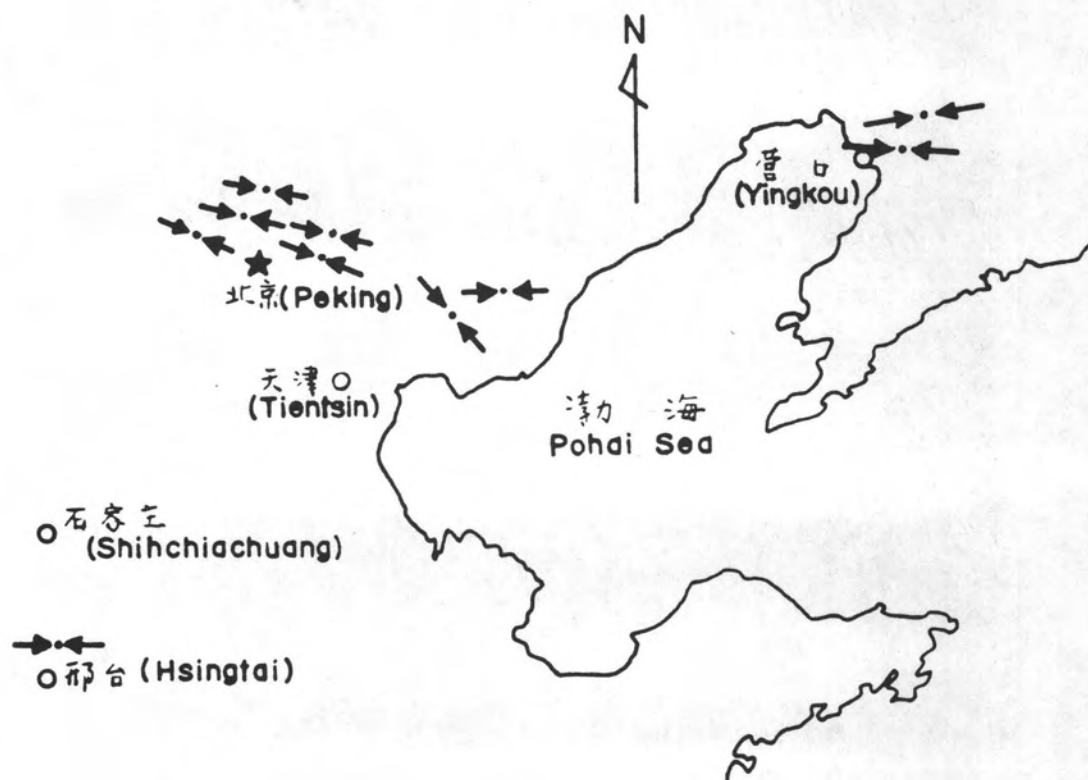 N
营 口
(Yingkou)
北京(Peking)
天津
(Tientsin)
渤 海
Pohai Sea
石家庄
(Shihchiachuang)
邢台(Hsingtai)